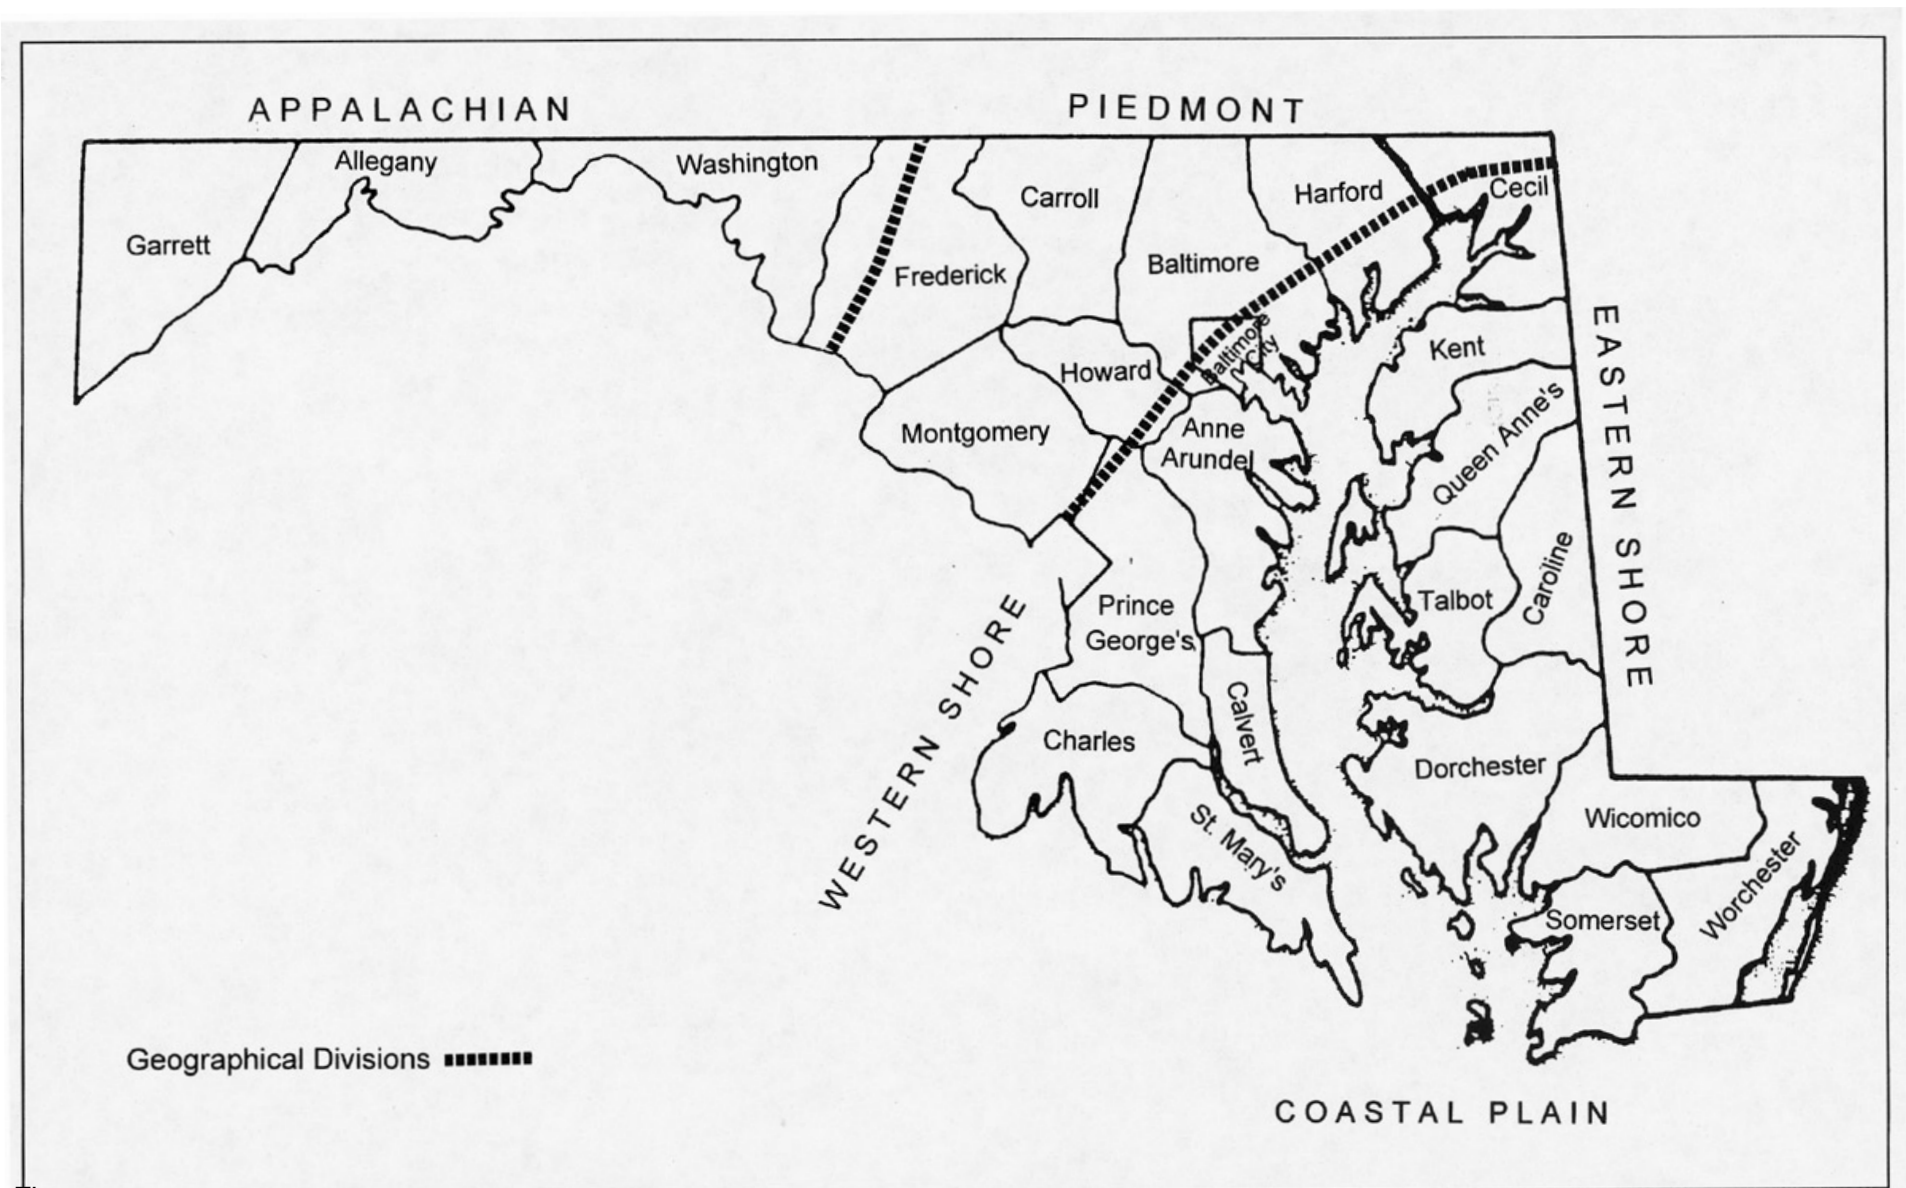 APPALACHIAN
PIEDMONT
Garrett
Allegany
Washington
Frederick
Carroll
Baltimore
Harford
Cecil
Baltimore
City
Howard
Montgomery
Anne
Arundel
Kent
Queen Anne's
EASTERN SHORE
Talbot
Caroline
Prince
George's
WESTERN SHORE
Calvert
Charles
St. Mary's
Dorchester
Wicomico
Worchester
Somerset
Geographical Divisions
COASTAL PLAIN